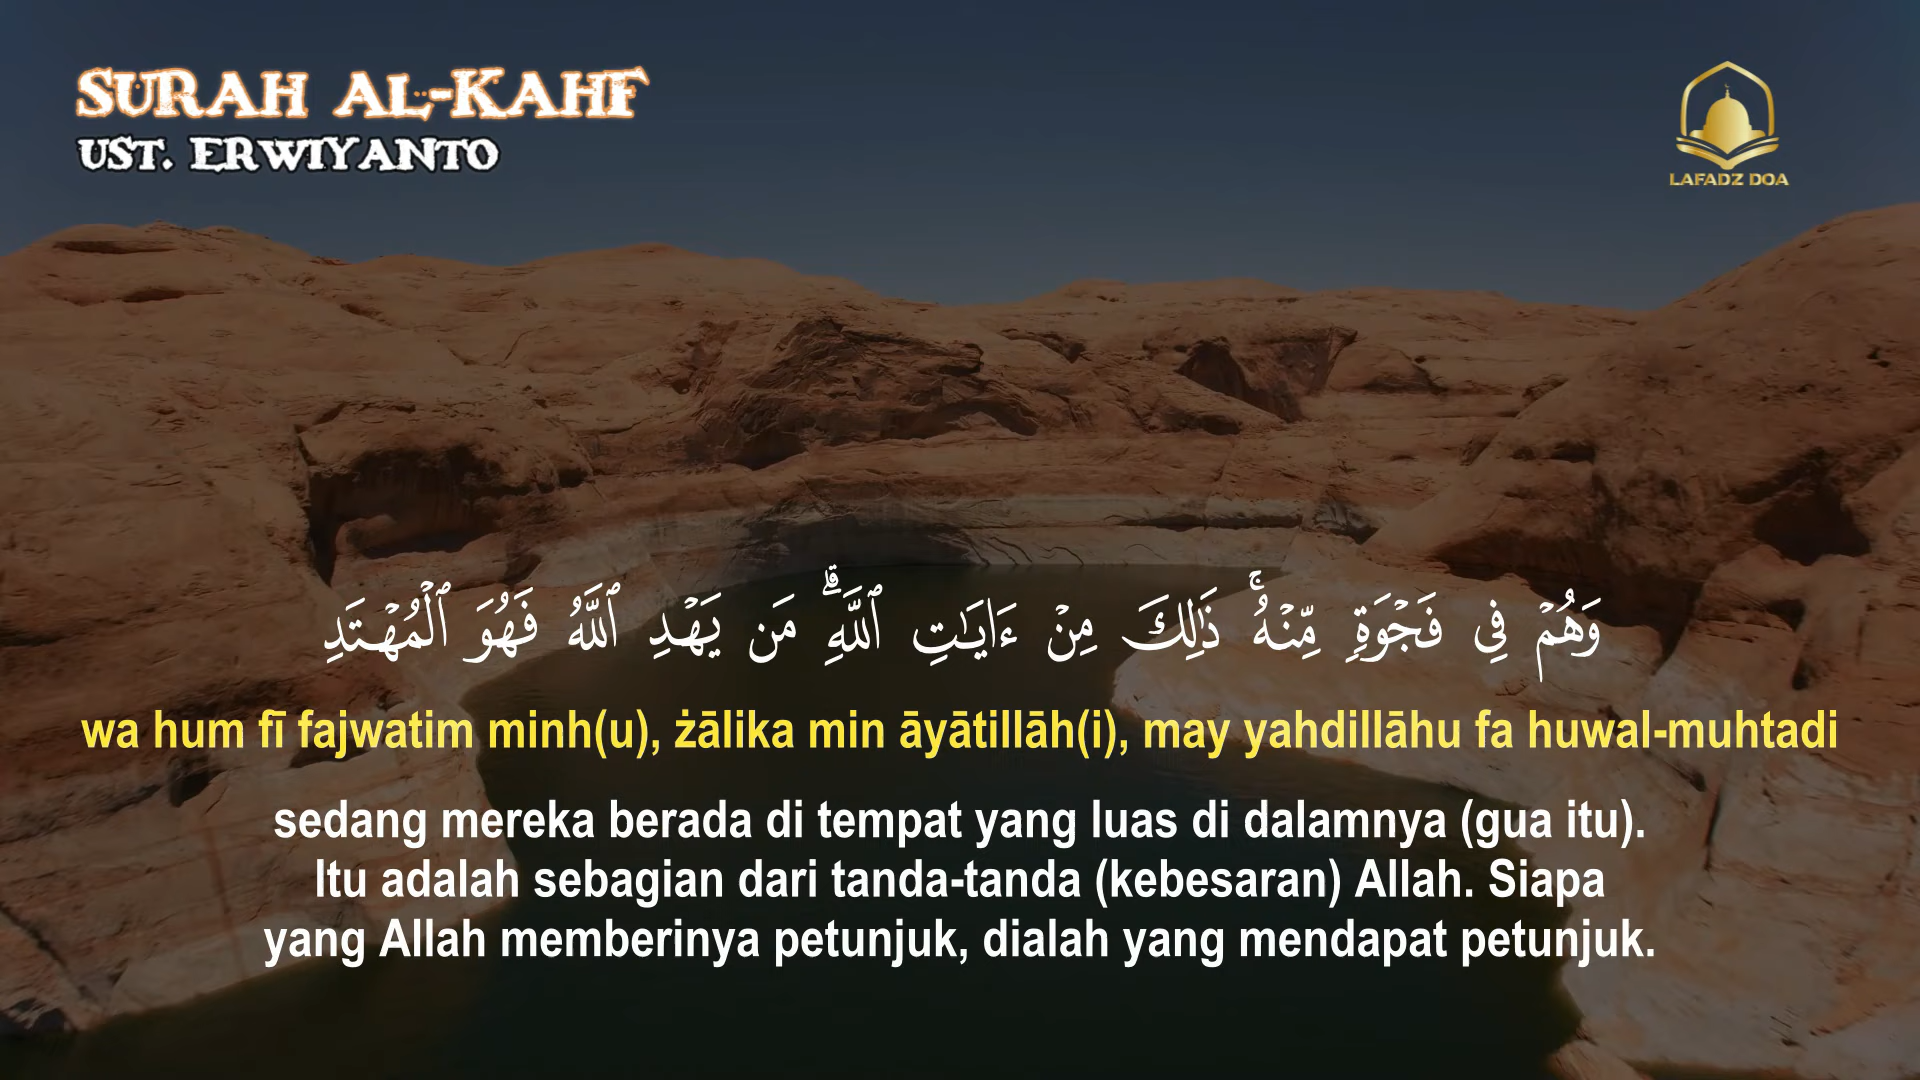 SURAH AL-KAHF
UST. ERWIYANTO
LAFADZ DOA
وَهُمْ فِى فَجْوَةٍ مِّنْهُ ۚ ذَٰلِكَ مِنْ ءَايَـٰتِ ٱللَّهِ ۗ مَن يَهْدِ ٱللَّهُ فَهُوَ ٱلْمُهْتَدِ
wa hum fī fajwatim minh(u), żālika min āyātillāh(i), may yahdillāhu fa huwal-muhtadi
sedang mereka berada di tempat yang luas di dalamnya (gua itu).
Itu adalah sebagian dari tanda-tanda (kebesaran) Allah. Siapa
yang Allah memberinya petunjuk, dialah yang mendapat petunjuk.